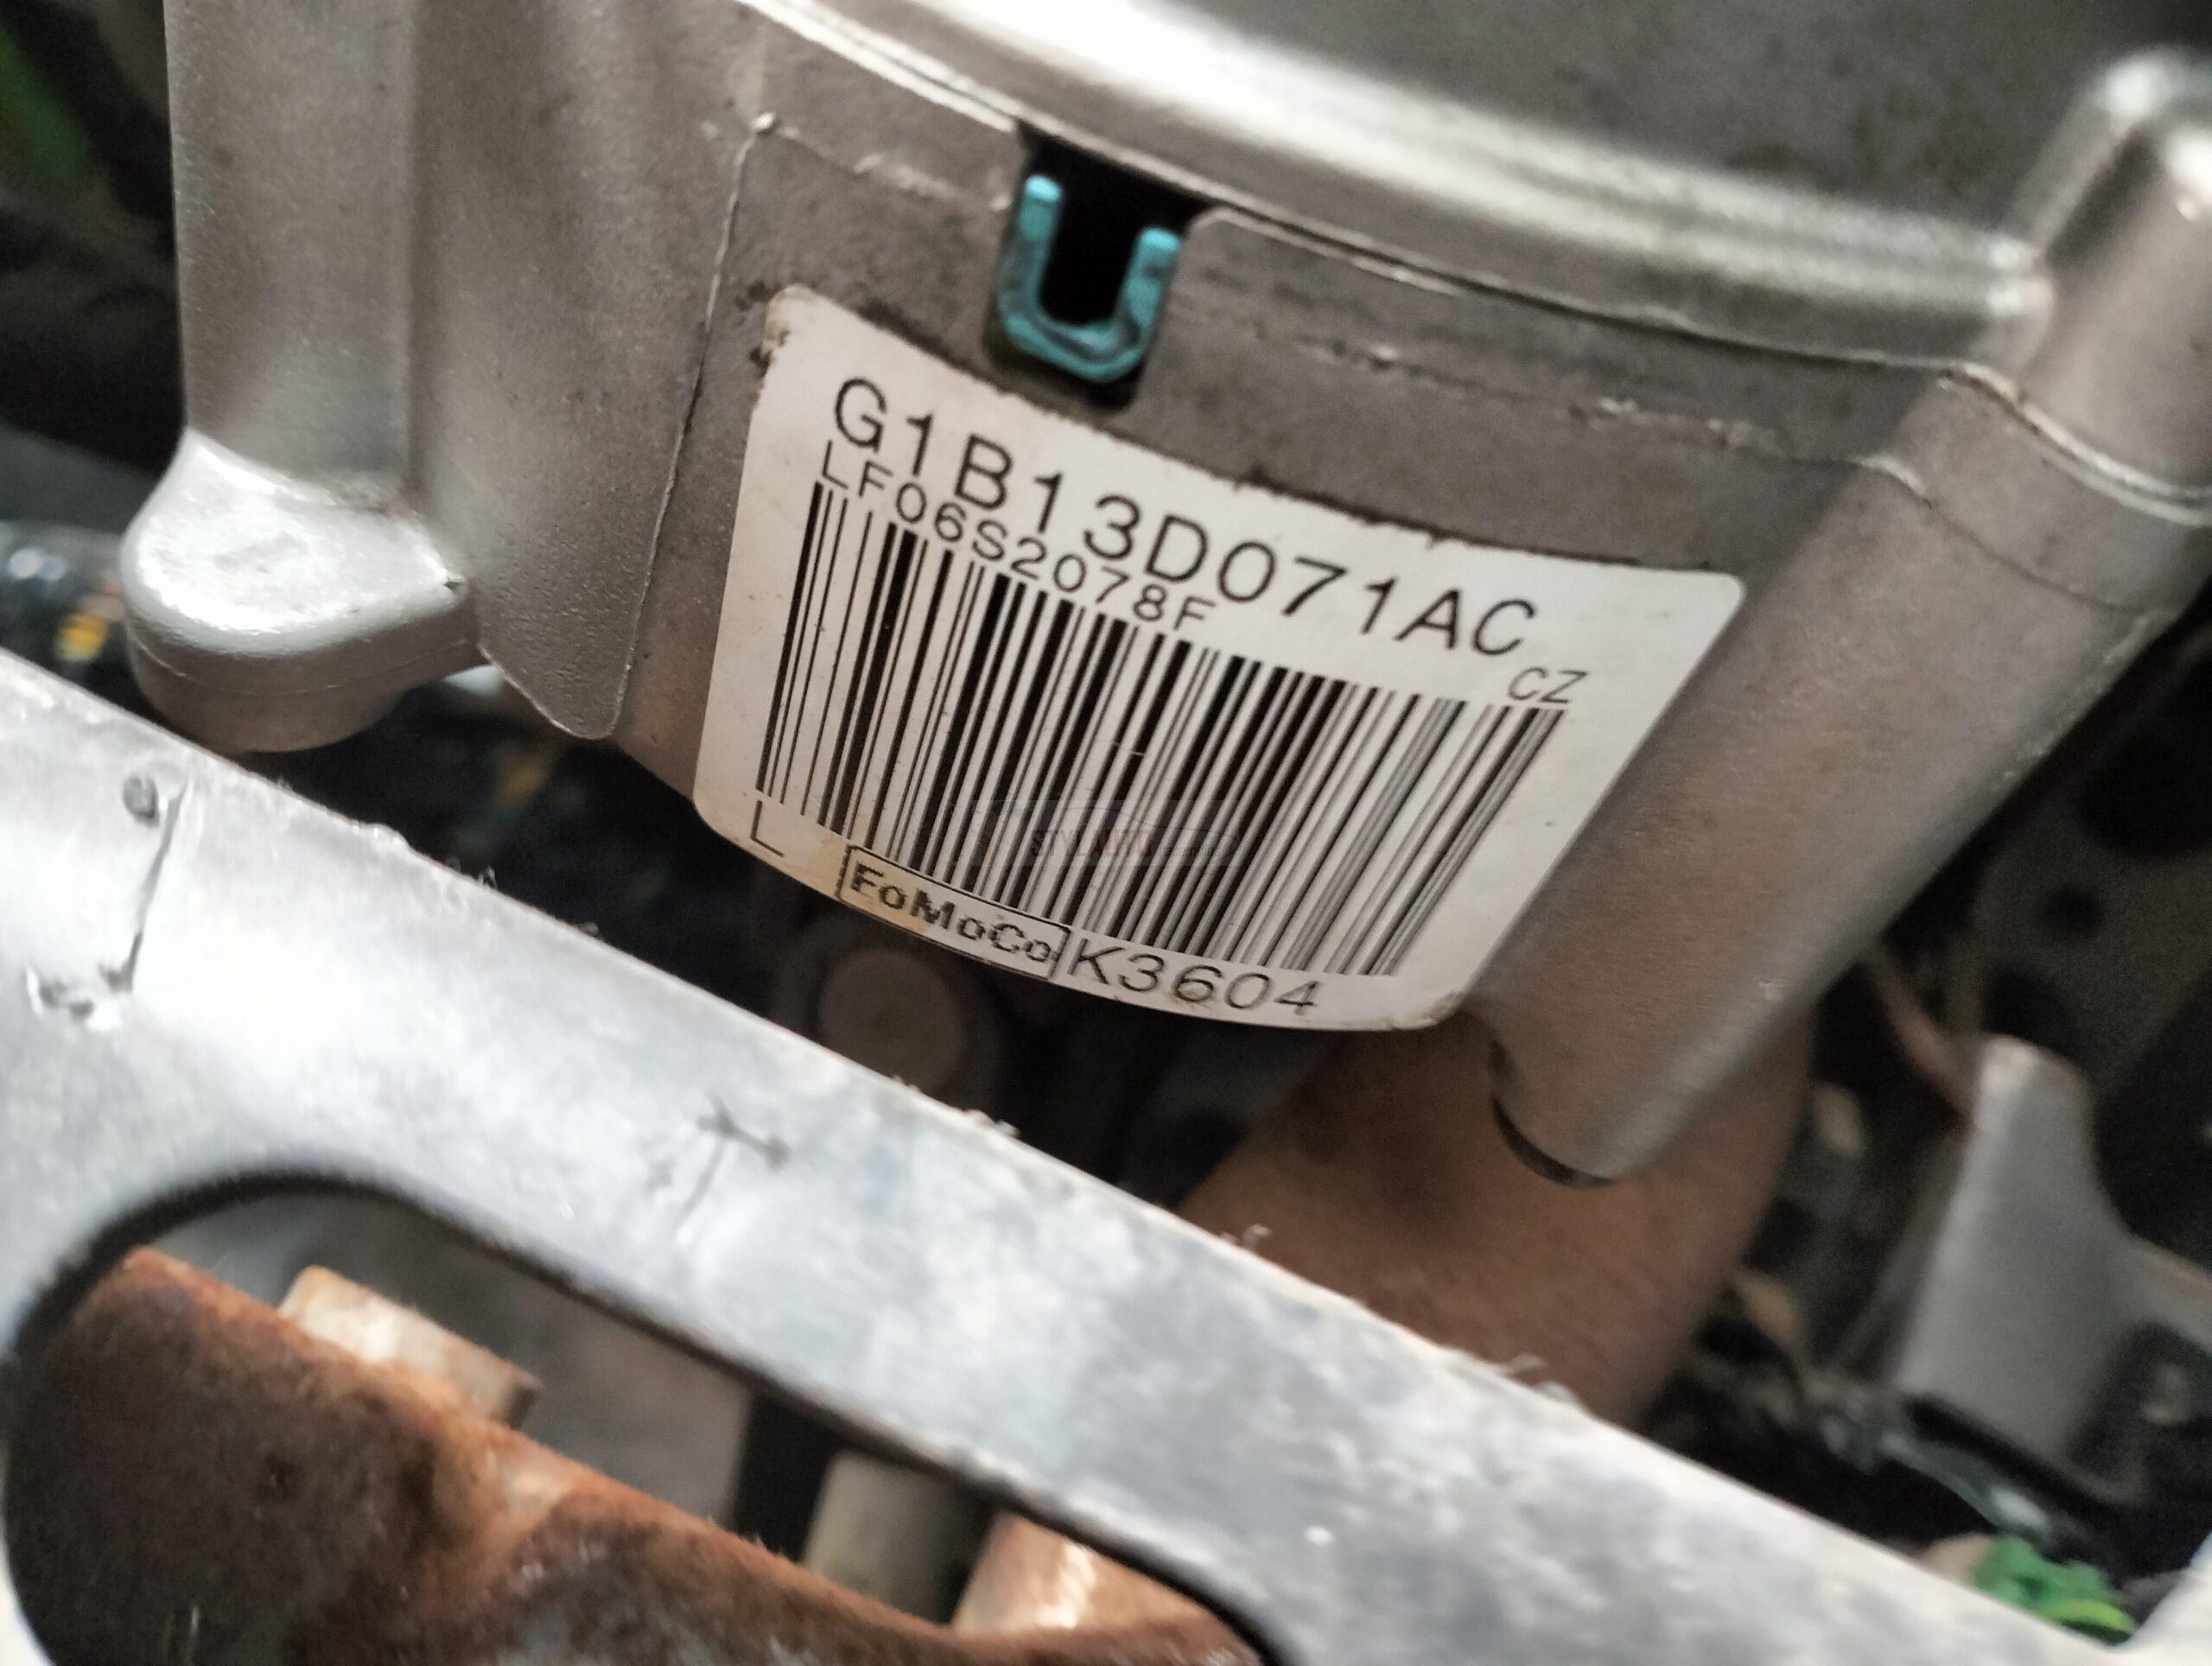 G1B13D071AC
LF06S2078F
CZ
L
FoMoCo
K3604